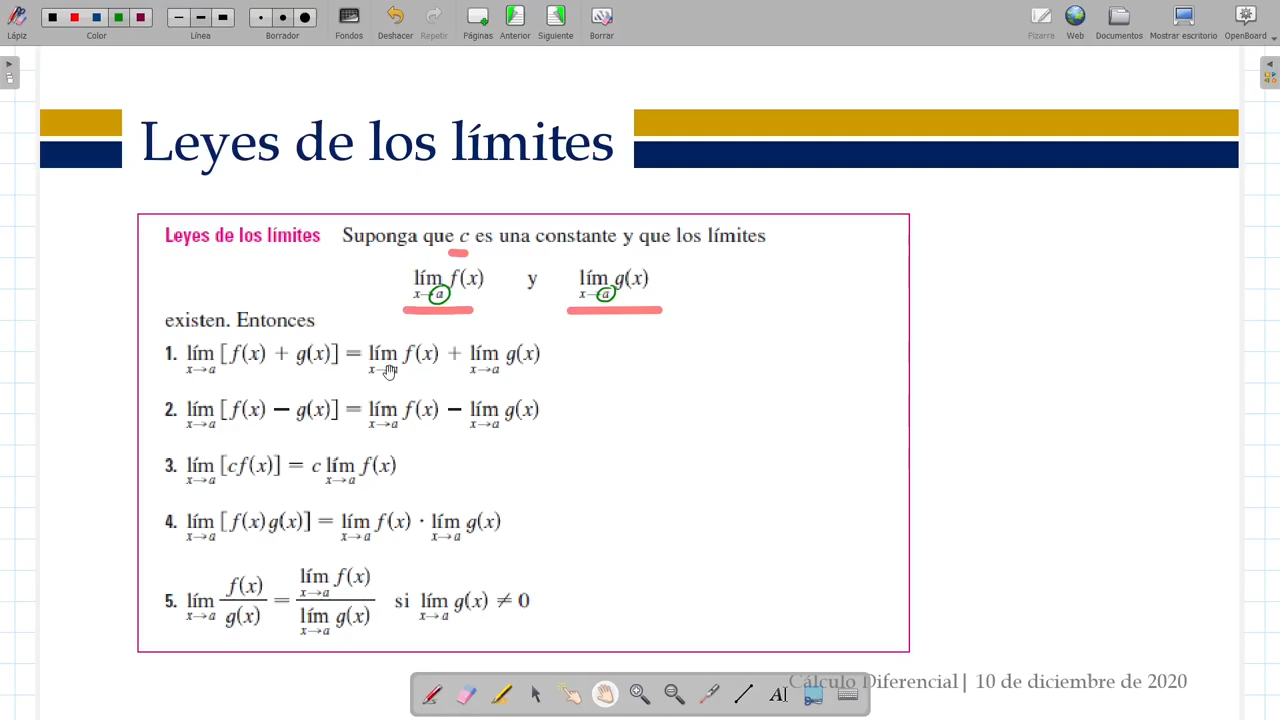 Lápiz Color Línea Borrador Fondos Deshacer Repetir Páginas Anterior Siguiente Borrar Pizarra Web Documentos Mostrar escritorio OpenBoard
Leyes de los límites
Leyes de los límites Suponga que c es una constante y que los límites
lím f(x) y lím g(x)
x→a x→a
existen. Entonces
1. lím [f(x) + g(x)] = lím f(x) + lím g(x)
x→a x→a x→a
2. lím [f(x) − g(x)] = lím f(x) − lím g(x)
x→a x→a x→a
3. lím [cf(x)] = c lím f(x)
x→a x→a
4. lím [f(x)g(x)] = lím f(x) · lím g(x)
x→a x→a x→a
5. lím f(x)/g(x) = lím f(x) / lím g(x) si lím g(x) ≠ 0
x→a x→a x→a x→a
Cálculo Diferencial| 10 de diciembre de 2020
AI